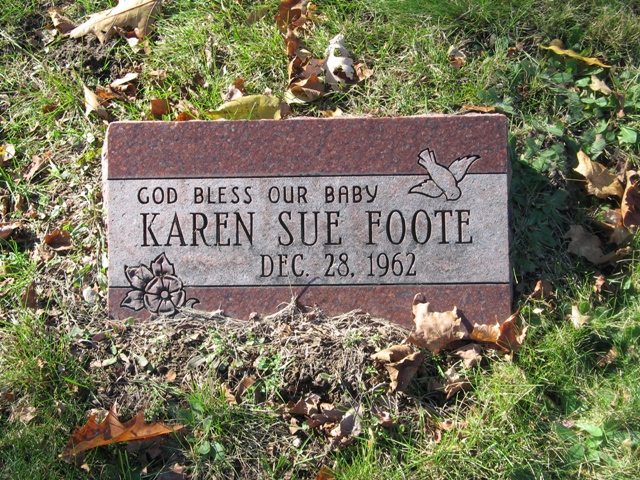 GOD BLESS OUR BABY
KAREN SUE FOOTE
DEC. 28, 1962